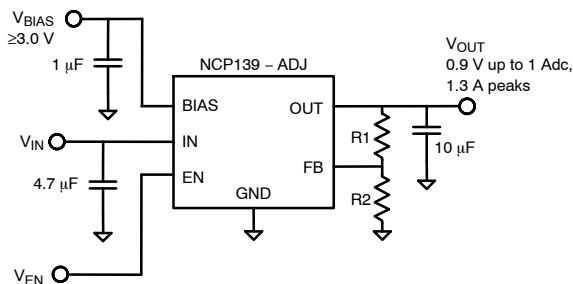 VBIAS
≥3.0 V
1 μF
NCP139 – ADJ
VOUT
0.9 V up to 1 Adc,
1.3 A peaks
BIAS
OUT
VIN
IN
R1
10 μF
4.7 μF
EN
FB
GND
R2
VEN